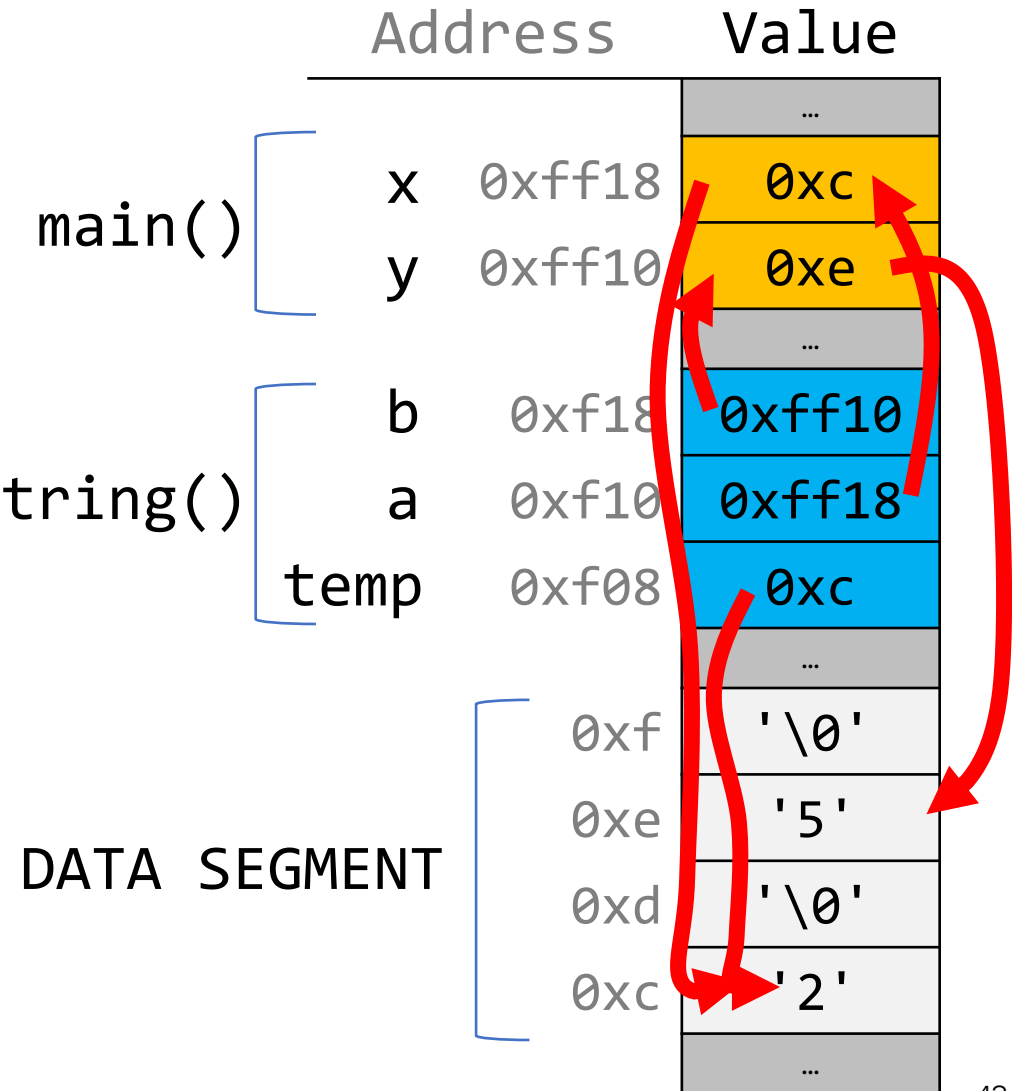 Address Value
…
x 0xff18 0xc
main()
y 0xff10 0xe
…
b 0xf18 0xff10
tring() a 0xf10 0xff18
temp 0xf08 0xc
…
0xf '\0'
0xe '5'
DATA SEGMENT
0xd '\0'
0xc '2'
…